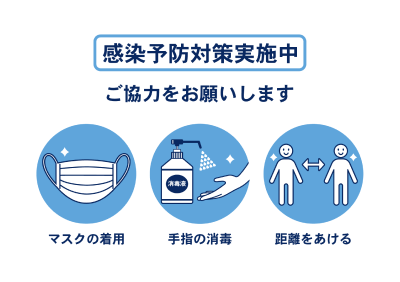 感染予防対策実施中
ご協力をお願いします
消毒液
マスクの着用
手指の消毒
距離をあける